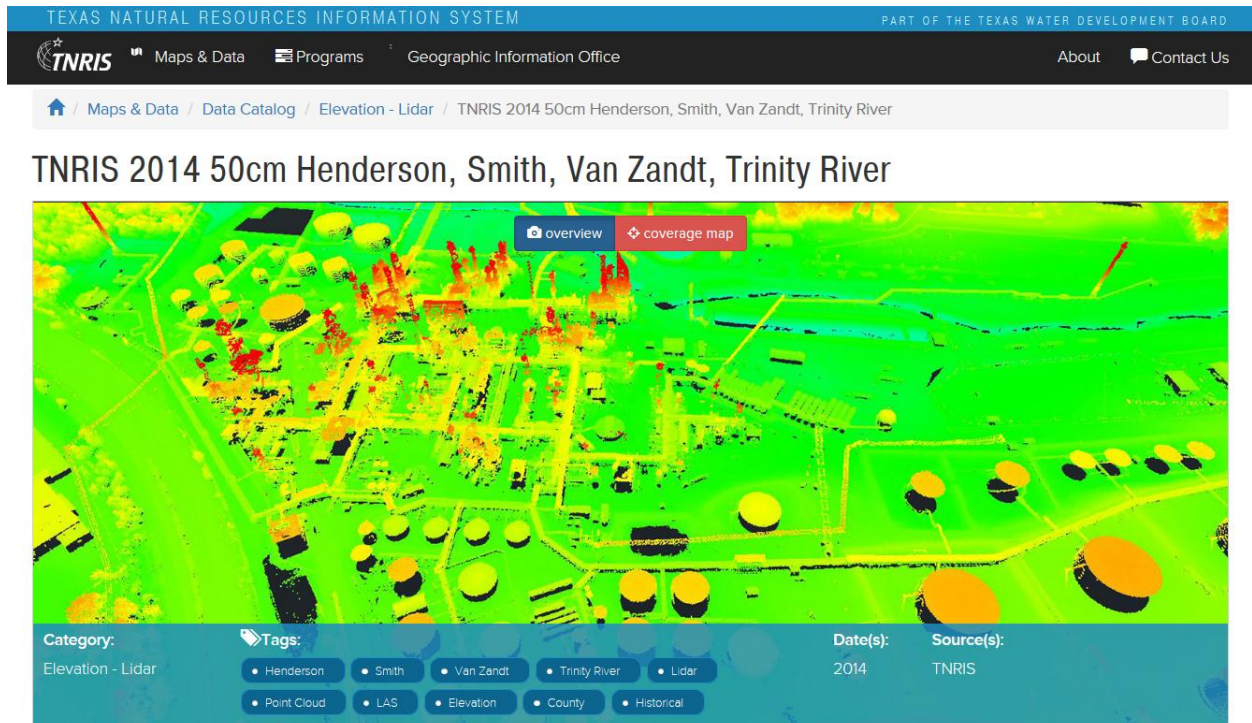 TEXAS NATURAL RESOURCES INFORMATION SYSTEM PART OF THE TEXAS WATER DEVELOPMENT BOARD
TNRIS Maps & Data Programs Geographic Information Office About Contact Us
/ Maps & Data / Data Catalog / Elevation - Lidar / TNRIS 2014 50cm Henderson, Smith, Van Zandt, Trinity River
TNRIS 2014 50cm Henderson, Smith, Van Zandt, Trinity River
overview coverage map
Category: Tags: Date(s): Source(s):
Elevation - Lidar Henderson Smith Van Zandt Trinity River Lidar 2014 TNRIS
Point Cloud LAS Elevation County Historical